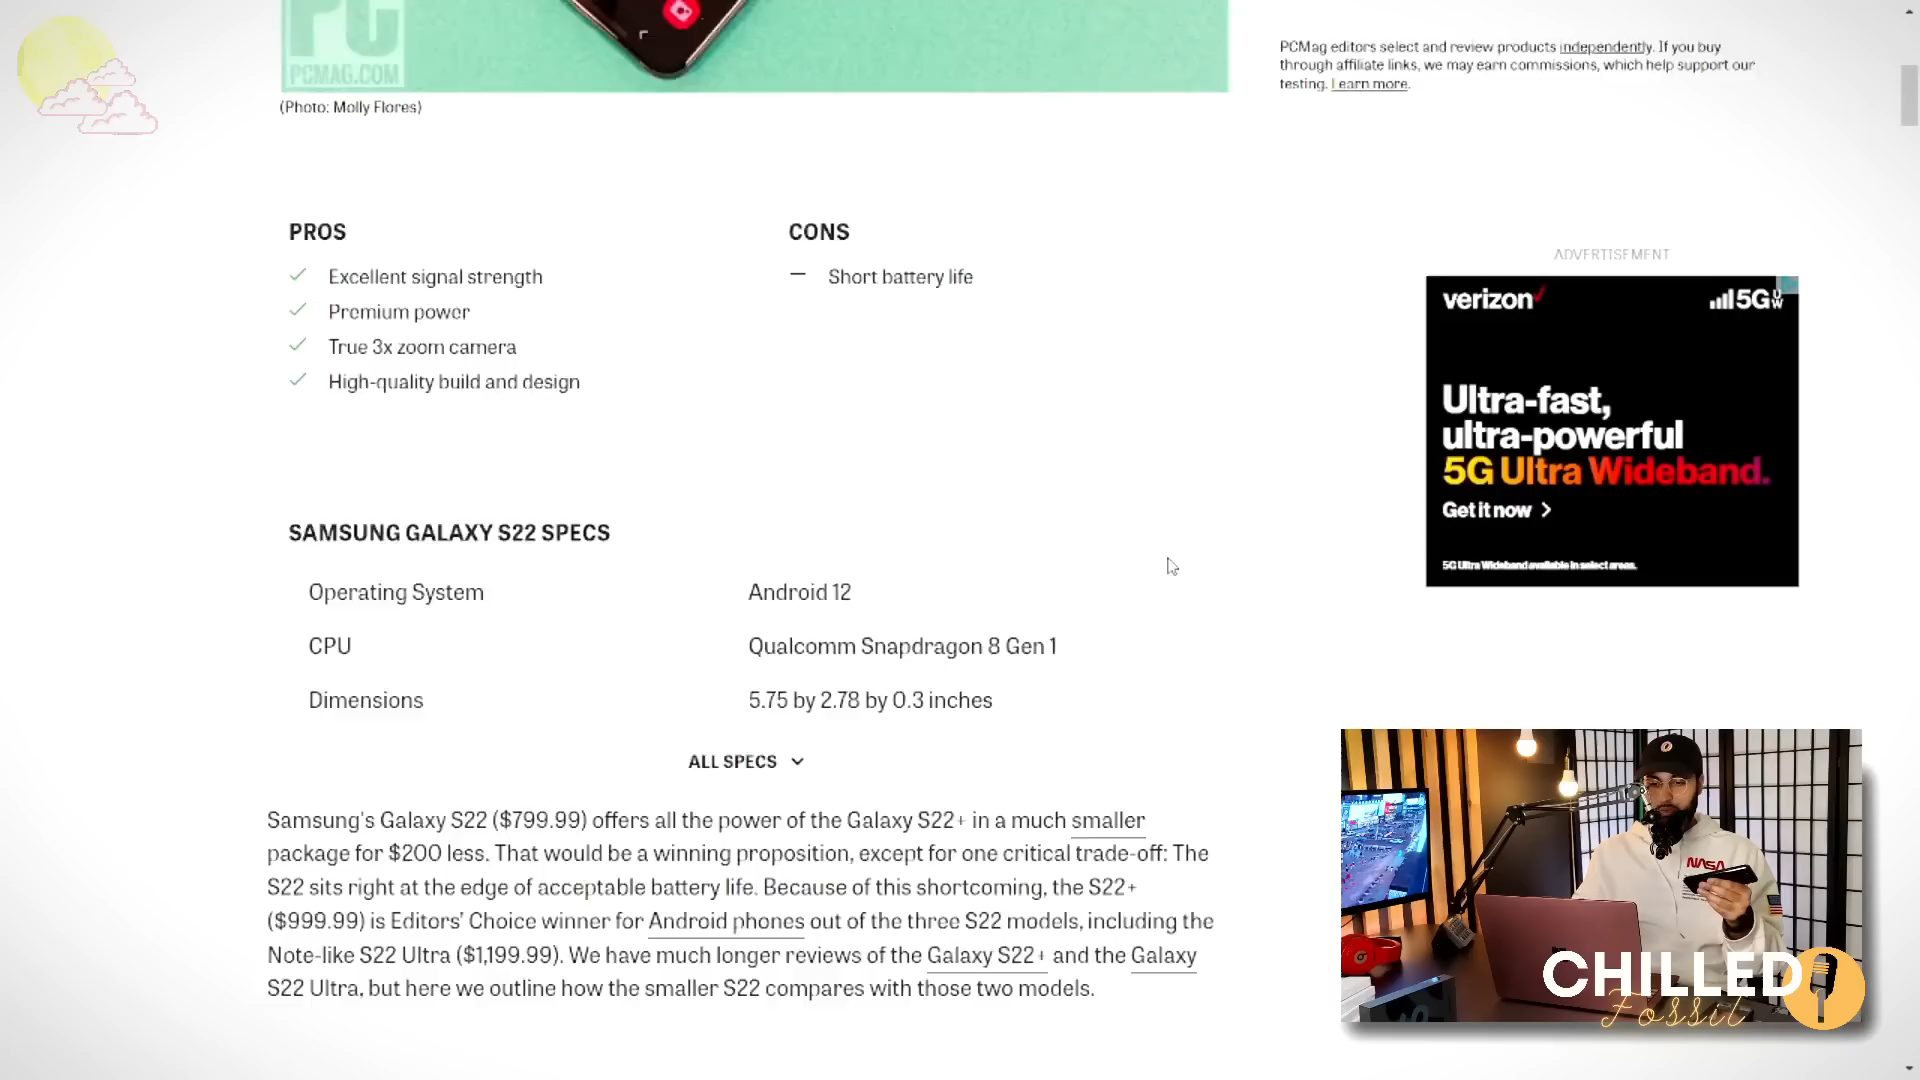 PC
PCMAG.COM
(Photo: Molly Flores)
PCMag editors select and review products independently. If you buy
through affiliate links, we may earn commissions, which help support our
testing. Learn more.
PROS
Excellent signal strength
Premium power
True 3x zoom camera
High-quality build and design
CONS
Short battery life
ADVERTISEMENT
verizon
5G UW
Ultra-fast,
ultra-powerful
5G Ultra Wideband.
Get it now
5G Ultra Wideband available in select areas.
SAMSUNG GALAXY S22 SPECS
Operating System
Android 12
CPU
Qualcomm Snapdragon 8 Gen 1
Dimensions
5.75 by 2.78 by 0.3 inches
ALL SPECS
Samsung's Galaxy S22 ($799.99) offers all the power of the Galaxy S22+ in a much smaller
package for $200 less. That would be a winning proposition, except for one critical trade-off: The
S22 sits right at the edge of acceptable battery life. Because of this shortcoming, the S22+
($999.99) is Editors' Choice winner for Android phones out of the three S22 models, including the
Note-like S22 Ultra ($1,199.99). We have much longer reviews of the Galaxy S22+ and the Galaxy
S22 Ultra, but here we outline how the smaller S22 compares with those two models.
NASA
CHILLED
Fossil